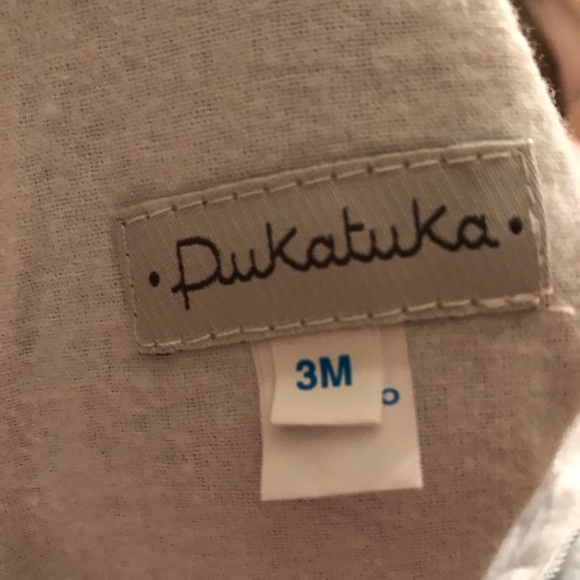 • Pukatuka •
3M
o